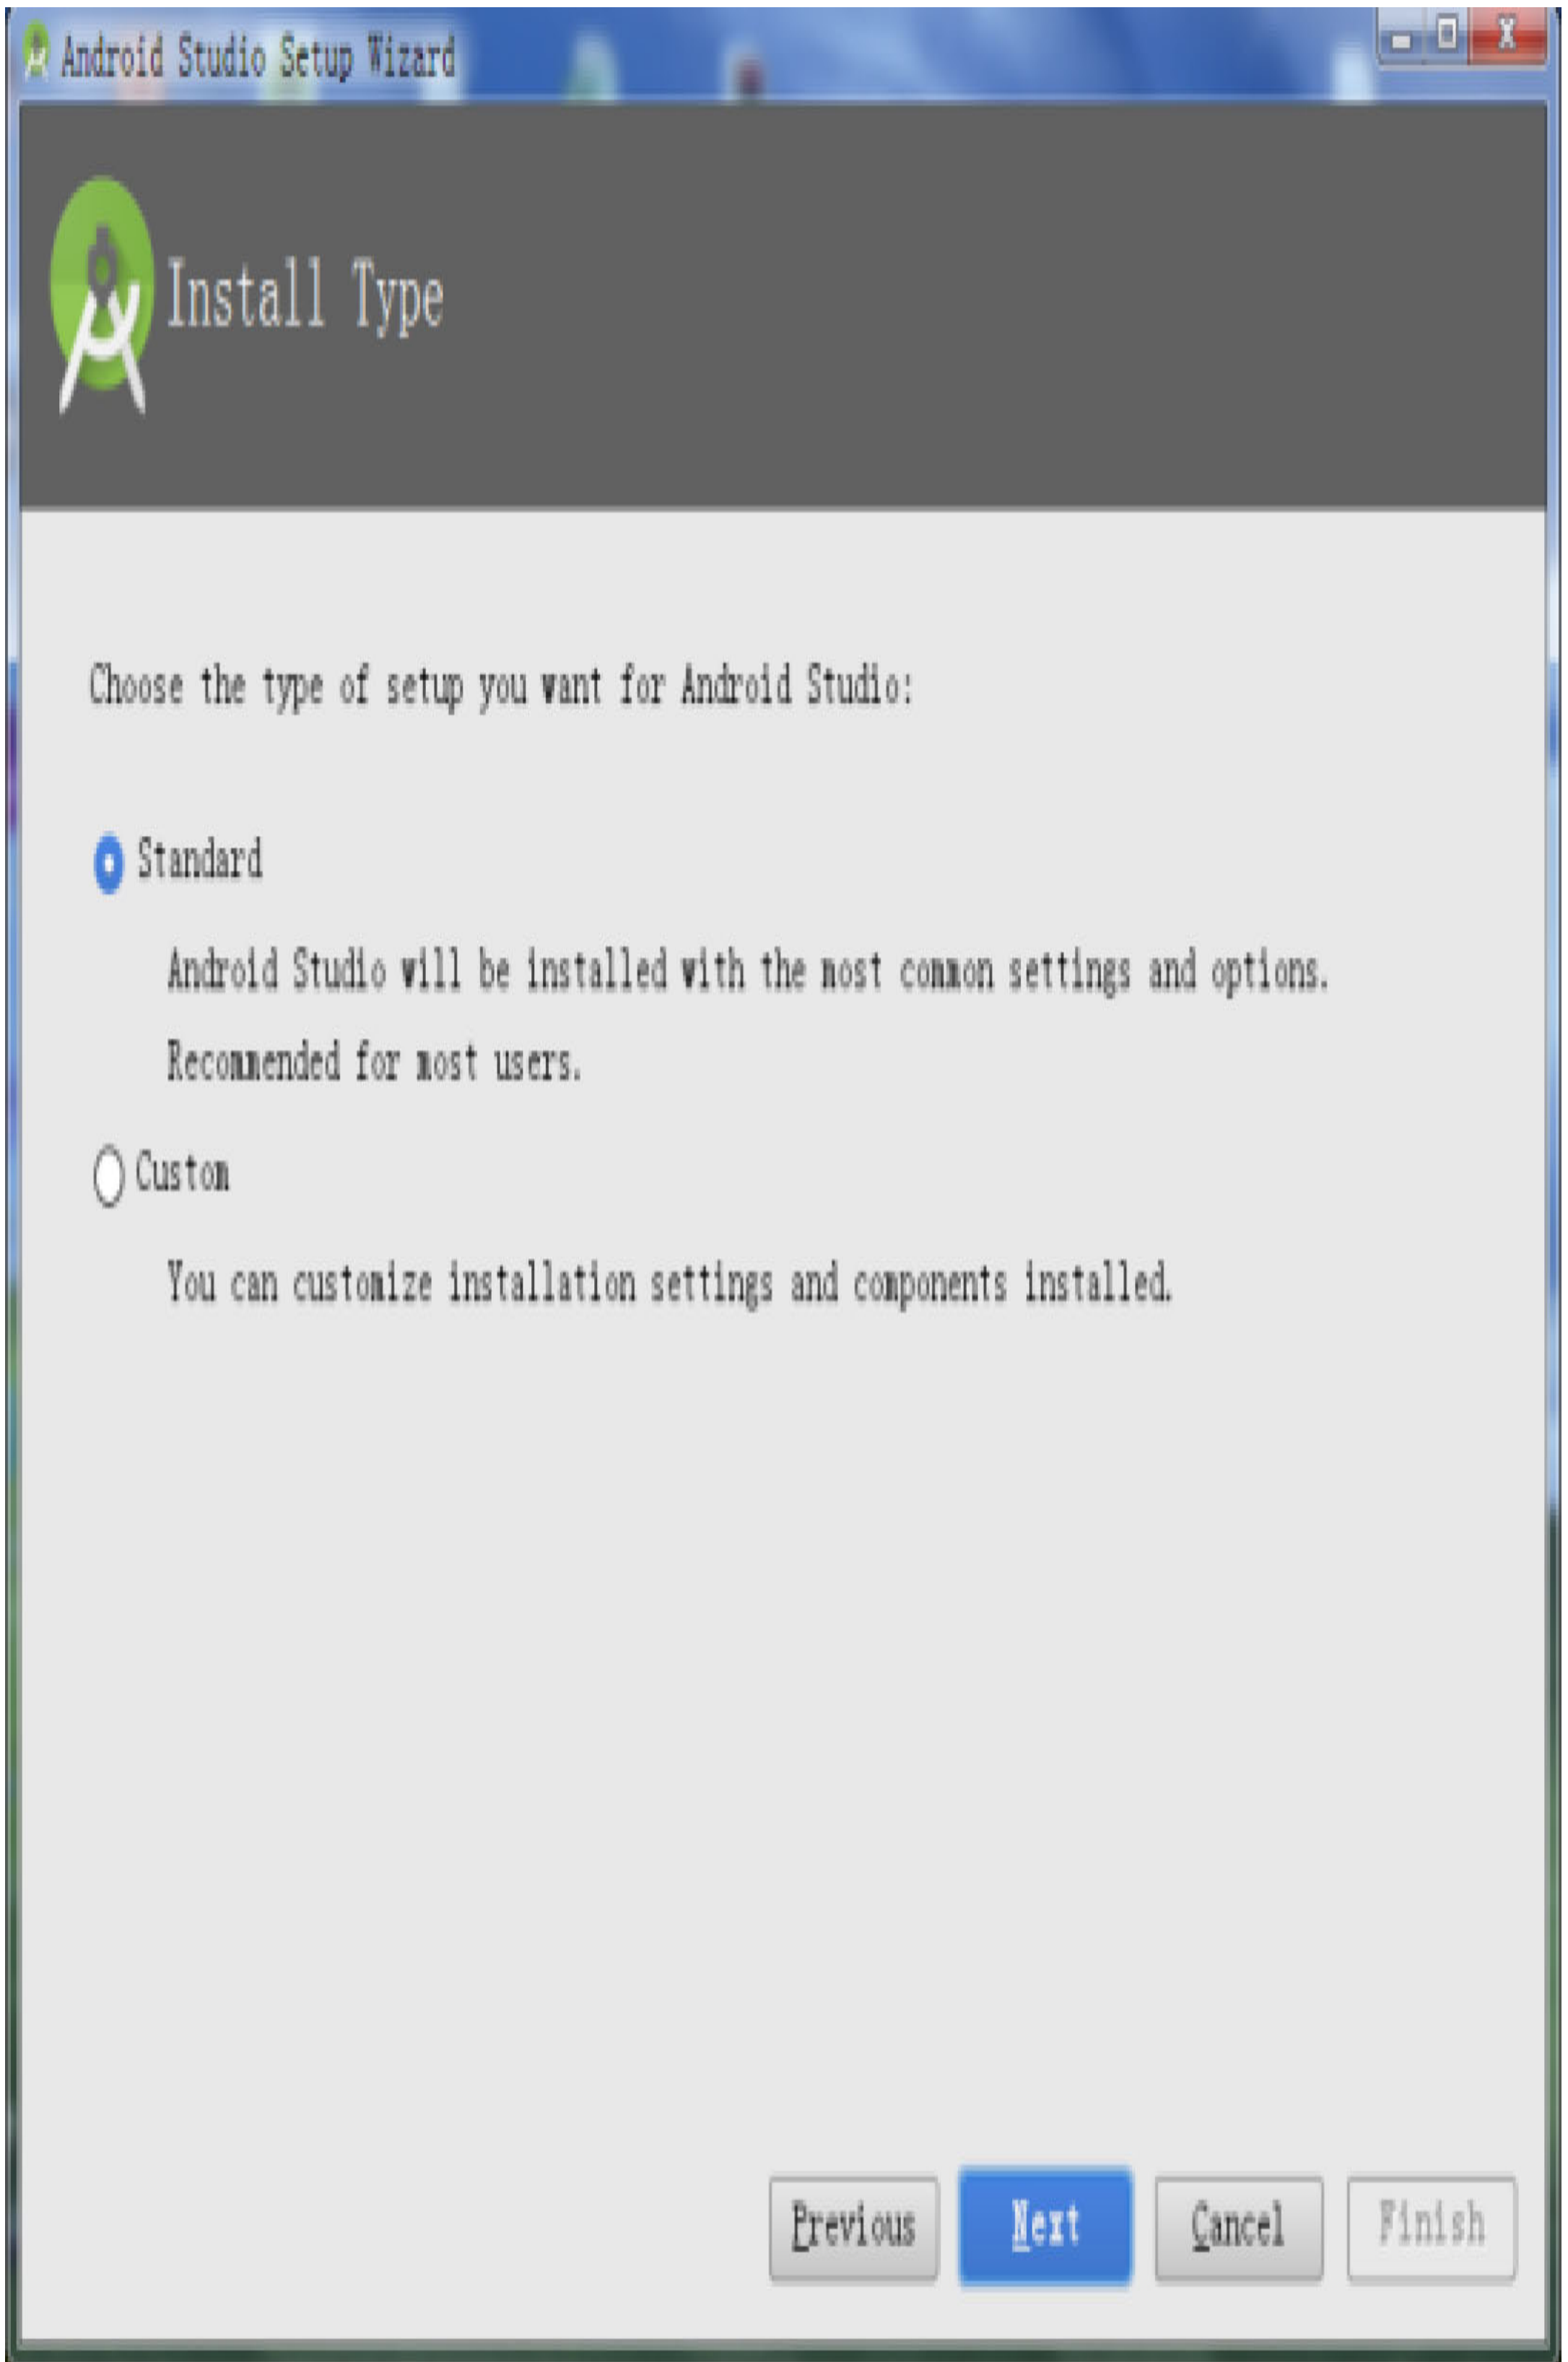 Android Studio Setup Wizard
Install Type
Choose the type of setup you want for Android Studio:
Standard
Android Studio will be installed with the most common settings and options.
Recommended for most users.
Custom
You can customize installation settings and components installed.
Previous
Next
Cancel
Finish